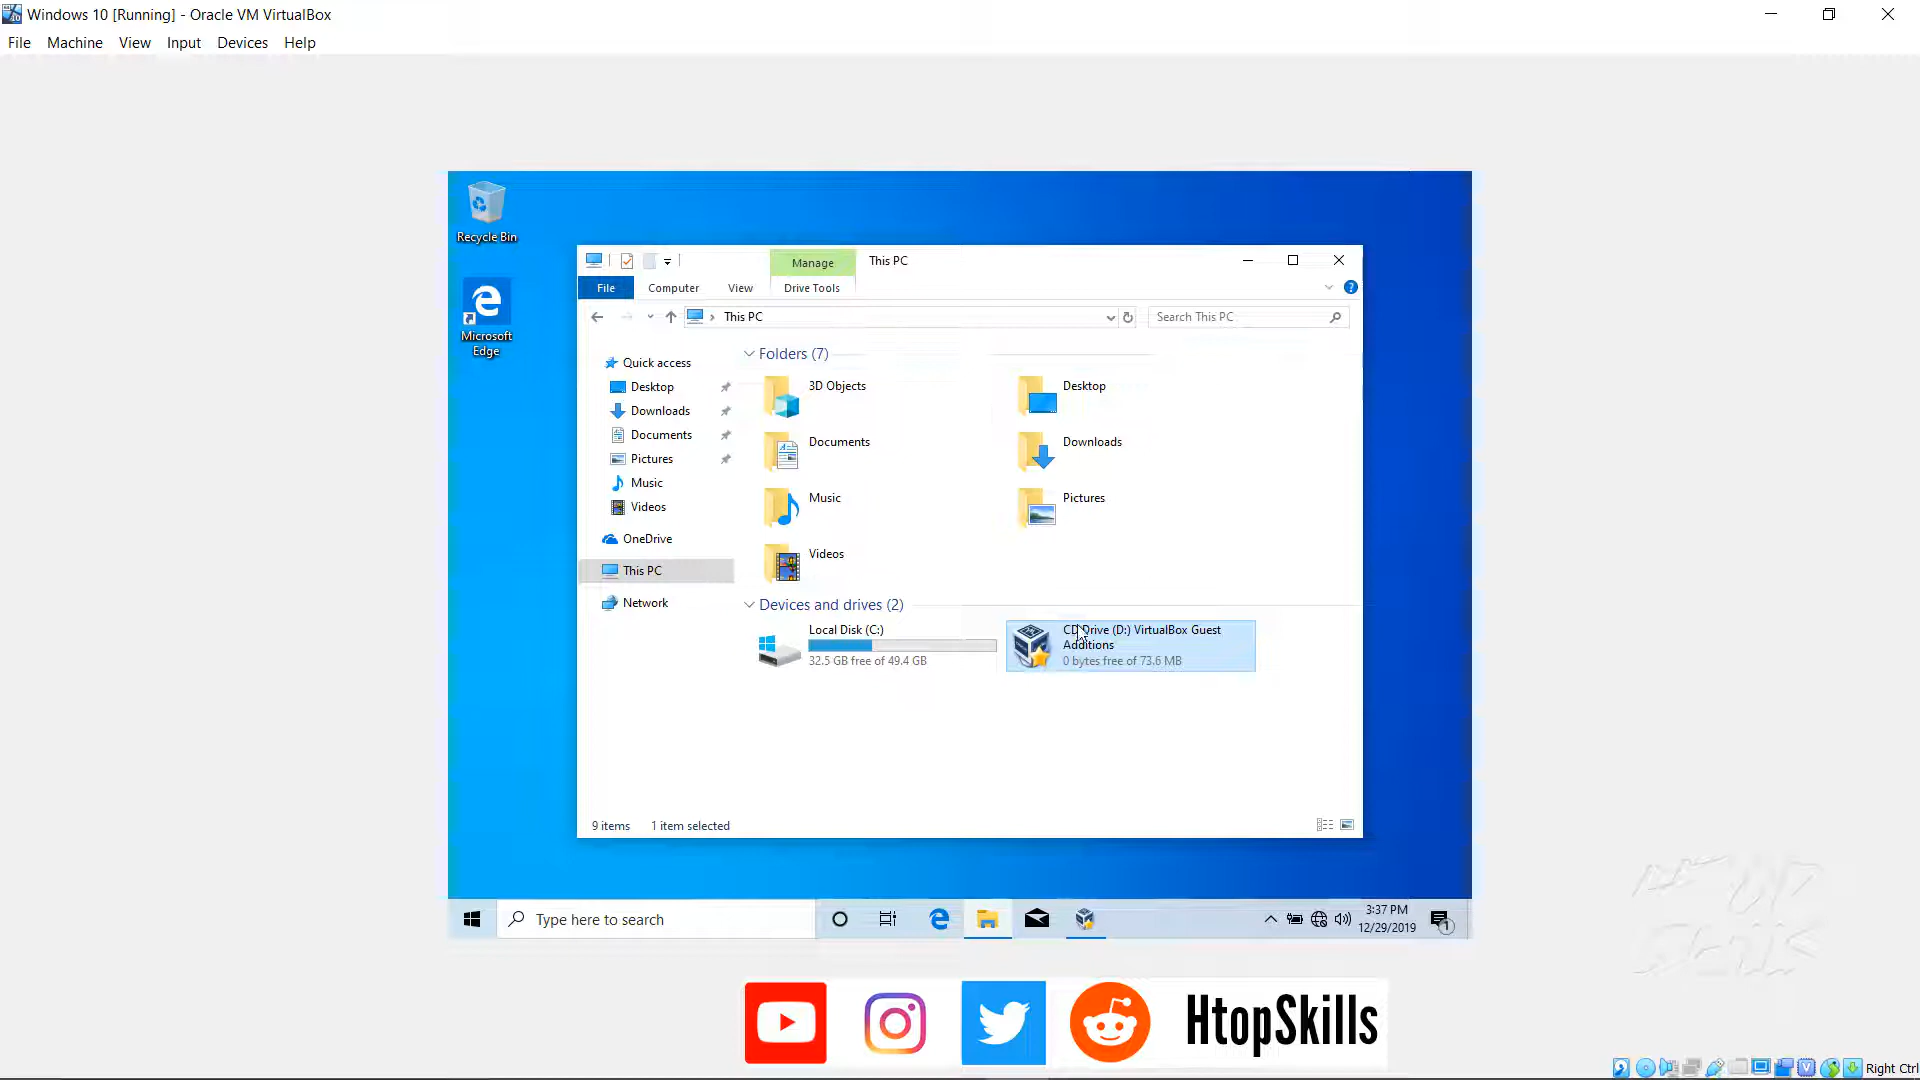 Windows 10 [Running] - Oracle VM VirtualBox
File Machine View Input Devices Help
Recycle Bin
Microsoft
Edge
Manage
This PC
File Computer View Drive Tools
This PC
Search This PC
Quick access
Desktop
Downloads
Documents
Pictures
Music
Videos
OneDrive
This PC
Network
Folders (7)
3D Objects
Desktop
Documents
Downloads
Music
Pictures
Videos
Devices and drives (2)
Local Disk (C:)
32.5 GB free of 49.4 GB
CD Drive (D:) VirtualBox Guest
Additions
0 bytes free of 73.6 MB
9 items 1 item selected
Type here to search
3:37 PM
12/29/2019
1
HtopSkills
Right Ctrl